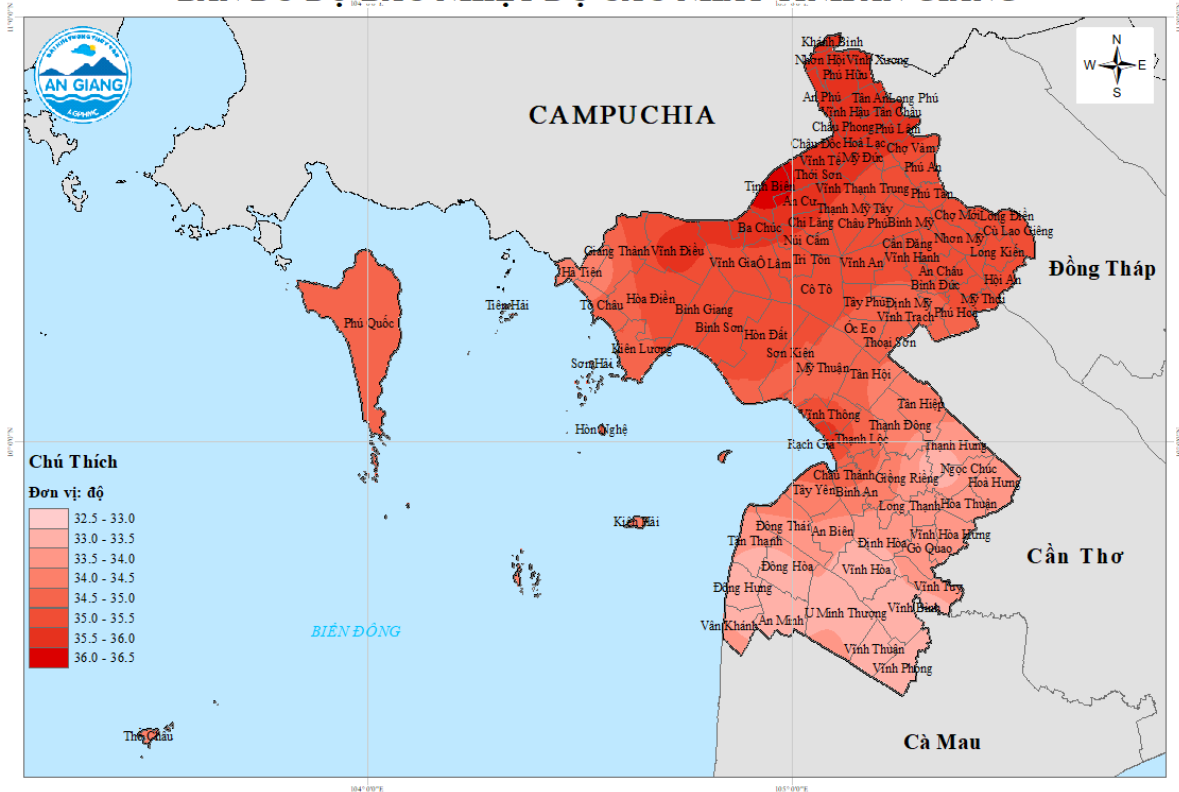 AN GIANG
N
W E
S
CAMPUCHIA
Đồng Tháp
Cần Thơ
Cà Mau
BIỂN ĐÔNG
Khánh Bình
Nhơn Hội
Vĩnh Xương
Phú Hữu
An Phú
Tân An
Long Phú
Vĩnh Hậu
Tân Châu
Châu Phong
Phú Lâm
Châu Đốc
Hoà Lạc
Chợ Vàm
Vĩnh Tế
Mỹ Đức
Phú An
Thới Sơn
Tịnh Biên
Vĩnh Thạnh Trung
Phú Tân
An Cư
Thạnh Mỹ Tây
Chợ Mới
Long Điền
Ba Chúc
Chi Lăng
Châu Phú
Bình Mỹ
Cù Lao Giêng
Núi Cấm
Cần Đăng
Nhơn Mỹ
Giang Thành
Vĩnh Điều
Vĩnh Gia
Ô Lâm
Tri Tôn
Vĩnh An
Vĩnh Hanh
Long Kiến
Hà Tiên
An Châu
Hội An
Cô Tô
Bình Đức
Tiên Hải
Tô Châu
Hòa Điền
Bình Giang
Tây Phú
Định Mỹ
Mỹ Thới
Phú Quốc
Bình Sơn
Hòn Đất
Vĩnh Trạch
Phú Hoà
Óc Eo
Thoại Sơn
Kiên Lương
Sơn Kiên
Sơn Hải
Mỹ Thuận
Tân Hội
Tân Hiệp
Vĩnh Thông
Thạnh Đông
Hòn Nghệ
Rạch Giá
Thạnh Lộc
Thạnh Hưng
Ngọc Chúc
Châu Thành
Giồng Riềng
Hoà Hưng
Tây Yên
Bình An
Long Thạnh
Hòa Thuận
Kiên Hải
Đông Thái
An Biên
Vĩnh Hòa Hưng
Tân Thạnh
Định Hòa
Gò Quao
Đông Hòa
Vĩnh Hòa
Đông Hưng
Vĩnh Tuy
U Minh Thượng
Vĩnh Bình
Vân Khánh
An Minh
Vĩnh Thuận
Vĩnh Phong
Thổ Châu
Chú Thích
Đơn vị: độ
32.5 - 33.0
33.0 - 33.5
33.5 - 34.0
34.0 - 34.5
34.5 - 35.0
35.0 - 35.5
35.5 - 36.0
36.0 - 36.5
104°0'0"E
105°0'0"E